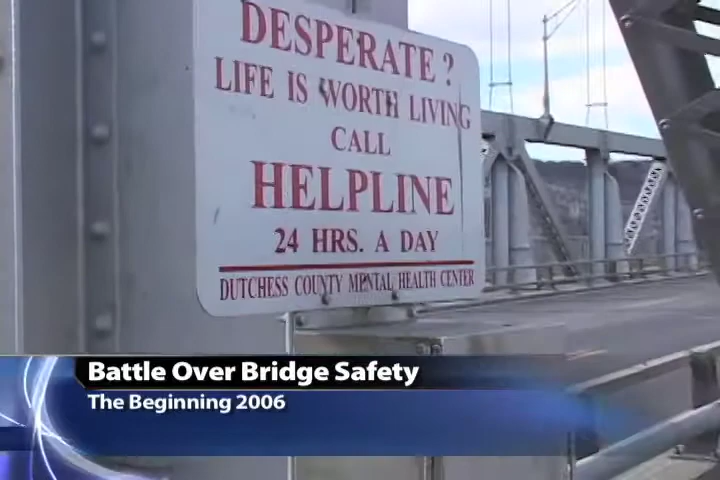 DESPERATE ?
LIFE IS WORTH LIVING
CALL
HELPLINE
24 HRS. A DAY
DUTCHESS COUNTY MENTAL HEALTH CENTER
Battle Over Bridge Safety
The Beginning 2006